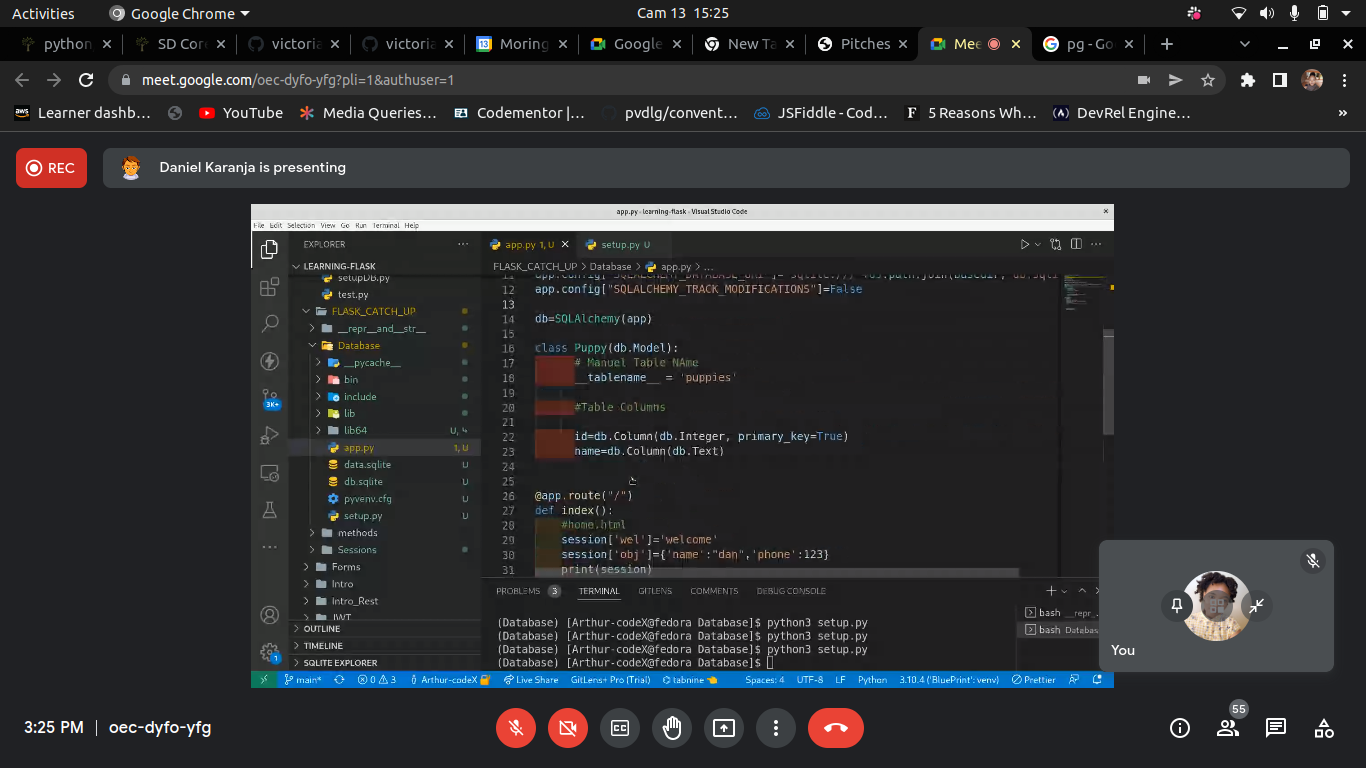 Activities
Google Chrome
Cam 13 15:25
python
SD Cor
victoria
victoria
Moring
Google
New Ta
Pitches
Mee
pg - Go
meet.google.com/oec-dyfo-yfg?pli=1&authuser=1
Learner dashb...
YouTube
Media Queries...
Codementor |...
pvdlg/convent...
JSFiddle - Cod...
5 Reasons Wh...
DevRel Engine...
»
REC
Daniel Karanja is presenting
app.py - learning-flask - Visual Studio Code
File Edit Selection View Go Run Terminal Help
EXPLORER
app.py 1, U
setup.py U
LEARNING-FLASK
FLASK_CATCH_UP > Database > app.py > ...
setupDB.py
test.py
FLASK_CATCH_UP
__repr__and__str__
Database
__pycache__
bin
include
lib
lib64 U, 4
app.py 1, U
data.sqlite U
db.sqlite U
pyvenv.cfg U
setup.py U
methods
Sessions
Forms
Intro
Intro_Rest
JWT
OUTLINE
TIMELINE
SQLITE EXPLORER
3K+
1
12 app.config["SQLALCHEMY_TRACK_MODIFICATIONS"]=False
13
14 db=SQLAlchemy(app)
15
16 class Puppy(db.Model):
17 # Manuel Table NAme
18 __tablename__ = 'puppies'
19
20 #Table Columns
21
22 id=db.Column(db.Integer, primary_key=True)
23 name=db.Column(db.Text)
24
25
26 @app.route("/")
27 def index():
28 #home.html
29 session['wel']='welcome'
30 session['obj']={'name':"dan",'phone':123}
31 print(session)
PROBLEMS 3 TERMINAL GITLENS COMMENTS DEBUG CONSOLE
(Database) [Arthur-codeX@fedora Database]$ python3 setup.py
(Database) [Arthur-codeX@fedora Database]$ python3 setup.py
(Database) [Arthur-codeX@fedora Database]$ python3 setup.py
(Database) [Arthur-codeX@fedora Database]$
bash __repr_...
bash Databas
main* 0 3 Arthur-codeX Live Share GitLens+ Pro (Trial) tabnine Spaces: 4 UTF-8 LF Python 3.10.4 ('BluePrint': venv) Prettier
You
3:25 PM | oec-dyfo-yfg
55